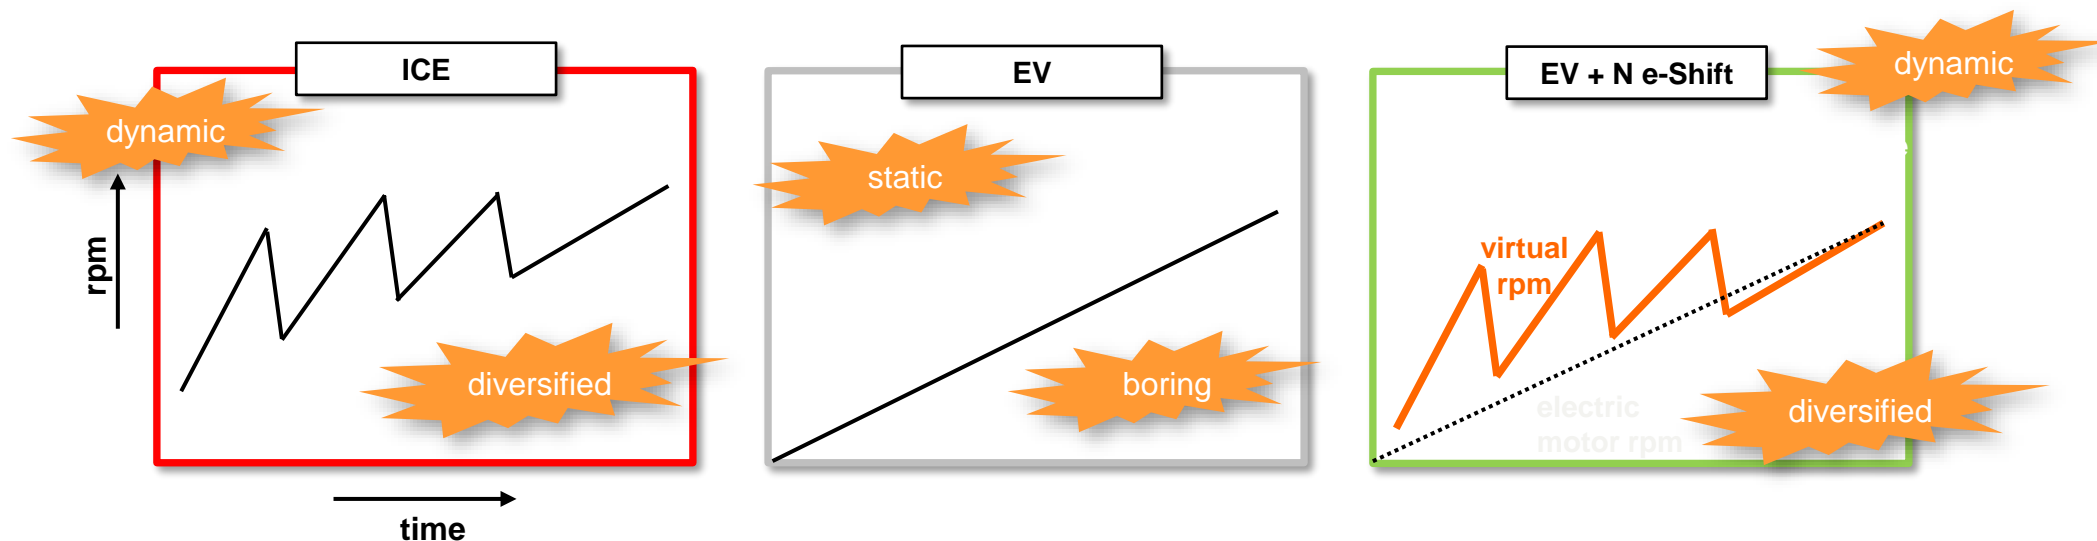 ICE
dynamic
rpm
diversified
time
EV
static
boring
EV + N e-Shift
dynamic
virtual
rpm
electric
motor rpm
diversified